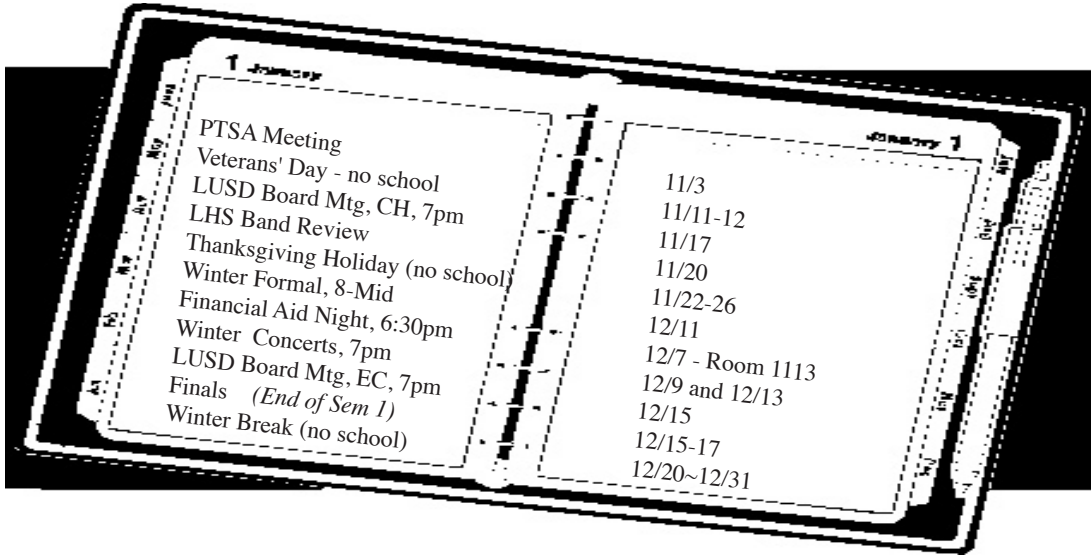 1 January
PTSA Meeting
Veterans' Day - no school
LUSD Board Mtg, CH, 7pm
LHS Band Review
Thanksgiving Holiday (no school)
Winter Formal, 8-Mid
Financial Aid Night, 6:30pm
Winter Concerts, 7pm
LUSD Board Mtg, EC, 7pm
Finals (End of Sem 1)
Winter Break (no school)
January 1
11/3
11/11-12
11/17
11/20
11/22-26
12/11
12/7 - Room 1113
12/9 and 12/13
12/15
12/15-17
12/20~12/31